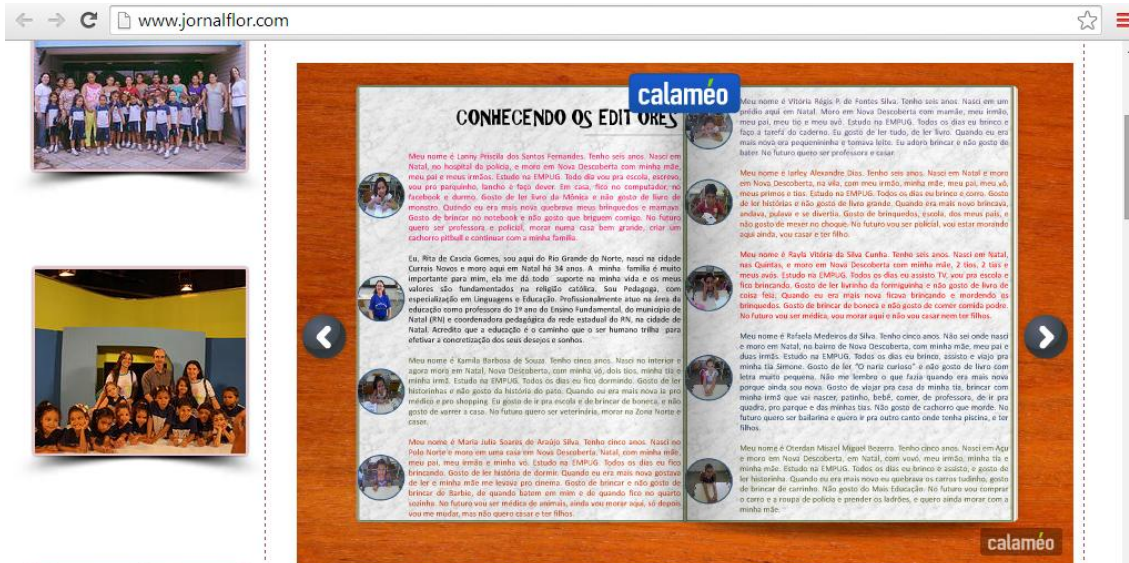 www.jornalflor.com
calaméo
CONHECENDO OS EDITORES
Meu nome é Lanny Priscila dos Santos Fernandes. Tenho seis anos. Nasci em
Natal, no hospital da polícia, e moro em Nova Descoberta com minha mãe,
meu pai e meus irmãos. Estudo na EMPUG. Todo dia vou pra escola, escrevo,
vou pro parquinho, lancho e faço dever. Em casa, fico no computador, no
facebook e durmo. Gosto de ler livro da Mônica e não gosto de livro de
monstro. Quando eu era mais nova quebrava meus brinquedos e mamava.
Gosto de brincar no notebook e não gosto que briguem comigo. No futuro
quero ser professora e policial, morar numa casa bem grande, criar um
cachorro pitbull e continuar com a minha família.
Eu, Rita de Cascia Gomes, sou aqui do Rio Grande do Norte, nasci na cidade
Currais Novos e moro aqui em Natal há 34 anos. A minha família é muito
importante para mim, ela me dá todo suporte na minha vida e os meus
valores são fundamentados na religião católica. Sou Pedagoga, com
especialização em Linguagens e Educação. Profissionalmente atuo na área da
educação como professora do 1º ano do Ensino Fundamental, do município de
Natal (RN) e coordenadora pedagógica da rede estadual do RN, na cidade de
Natal. Acredito que a educação é o caminho que o ser humano trilha para
efetivar a concretização dos seus desejos e sonhos.
Meu nome é Kamila Barbosa de Souza. Tenho cinco anos. Nasci no interior e
agora moro em Natal, Nova Descoberta, com minha vó, dois tios, minha tia e
minha irmã. Estudo na EMPUG. Todos os dias eu fico dormindo. Gosto de ler
historinhas e não gosto da história do pato. Quando eu era mais nova ia pro
médico e pro shopping. Eu gosto de ir pra escola e de brincar de boneca, e não
gosto de varrer a casa. No futuro quero ser veterinária, morar na Zona Norte e
casar.
Meu nome é Maria Julia Soares de Araújo Silva. Tenho cinco anos. Nasci no
Polo Norte e moro em uma casa em Nova Descoberta, Natal, com minha mãe,
meu pai, meu irmão e minha vó. Estudo na EMPUG. Todos os dias eu fico
brincando. Gosto de ler história de dormir. Quando eu era mais nova gostava
de ler e minha mãe me levava pro cinema. Gosto de brincar e não gosto de
brincar de Barbie, de quando batem em mim e de quando fico no quarto
sozinha. No futuro vou ser médica de animais, ainda vou morar aqui, só depois
vou me mudar, mas não quero casar e ter filhos.
Meu nome é Vitória Régis P. de Fontes Silva. Tenho seis anos. Nasci em um
prédio aqui em Natal. Moro em Nova Descoberta com mamãe, meu irmão,
meu pai, meu tio e meu avô. Estudo na EMPUG. Todos os dias eu brinco e
faço a tarefa do caderno. Eu gosto de ler tudo, de ler livro. Quando eu era
mais nova era pequenininha e tomava leite. Eu adoro brincar e não gosto de
bater. No futuro quero ser professora e casar.
Meu nome é Iarley Alexandre Dias. Tenho seis anos. Nasci em Natal e moro
em Nova Descoberta, na vila, com meu irmão, minha mãe, meu pai, meu vô,
meus primos e tios. Estudo na EMPUG. Todos os dias eu brinco e corro. Gosto
de ler histórias e não gosto de livro grande. Quando eu era mais novo brincava,
andava, pulava e se divertia. Gosto de brinquedos, escola, dos meus pais, e
não gosto de mexer no choque. No futuro vou ser policial, vou estar morando
aqui ainda, vou casar e ter filho.
Meu nome é Rayla Vitória da Silva Cunha. Tenho seis anos. Nasci em Natal,
nas Quintas, e moro em Nova Descoberta com minha mãe, 2 tios, 2 tias e
meus avós. Estudo na EMPUG. Todos os dias eu assisto TV, vou pra escola e
fico brincando. Gosto de ler livrinho da formiguinha e não gosto de livro de
coisa feia. Quando eu era mais nova ficava brincando e mordendo os
brinquedos. Gosto de brincar de boneca e não gosto de comer comida podre.
No futuro vou ser médica, vou morar aqui e não vou casar nem ter filhos.
Meu nome é Rafaela Medeiros da Silva. Tenho cinco anos. Não sei onde nasci
e moro em Natal, no bairro de Nova Descoberta, com minha mãe, meu pai e
duas irmãs. Estudo na EMPUG. Todos os dias eu brinco, assisto e viajo pra
minha tia Simone. Gosto de ler "O nariz curioso" e não gosto de livro com
letra muito pequena. Não me lembro o que fazia quando era mais nova
porque ainda sou nova. Gosto de viajar pra casa de minha tia, brincar com
minha irmã que vai nascer, patinho, bebê, comer, de professora, de ir pra
quadra, pro parque e das minhas tias. Não gosto de cachorro que morde. No
futuro quero ser bailarina e quero ir pra outro canto onde tenha piscina, e ter
filhos.
Meu nome é Oterdan Misael Miguel Bezerra. Tenho cinco anos. Nasci em Açu
e moro em Nova Descoberta, em Natal, com vovó, meu irmão, minha tia e
minha mãe. Estudo na EMPUG. Todos os dias eu brinco e assisto, e gosto de
ler historinha. Quando eu era mais novo eu quebrava os carros tudinho, gosto
de brincar de carrinho. Não gosto do Mais Educação. No futuro vou comprar
o carro e a roupa de polícia e prender os ladrões, e quero ainda morar com a
minha mãe.
calaméo